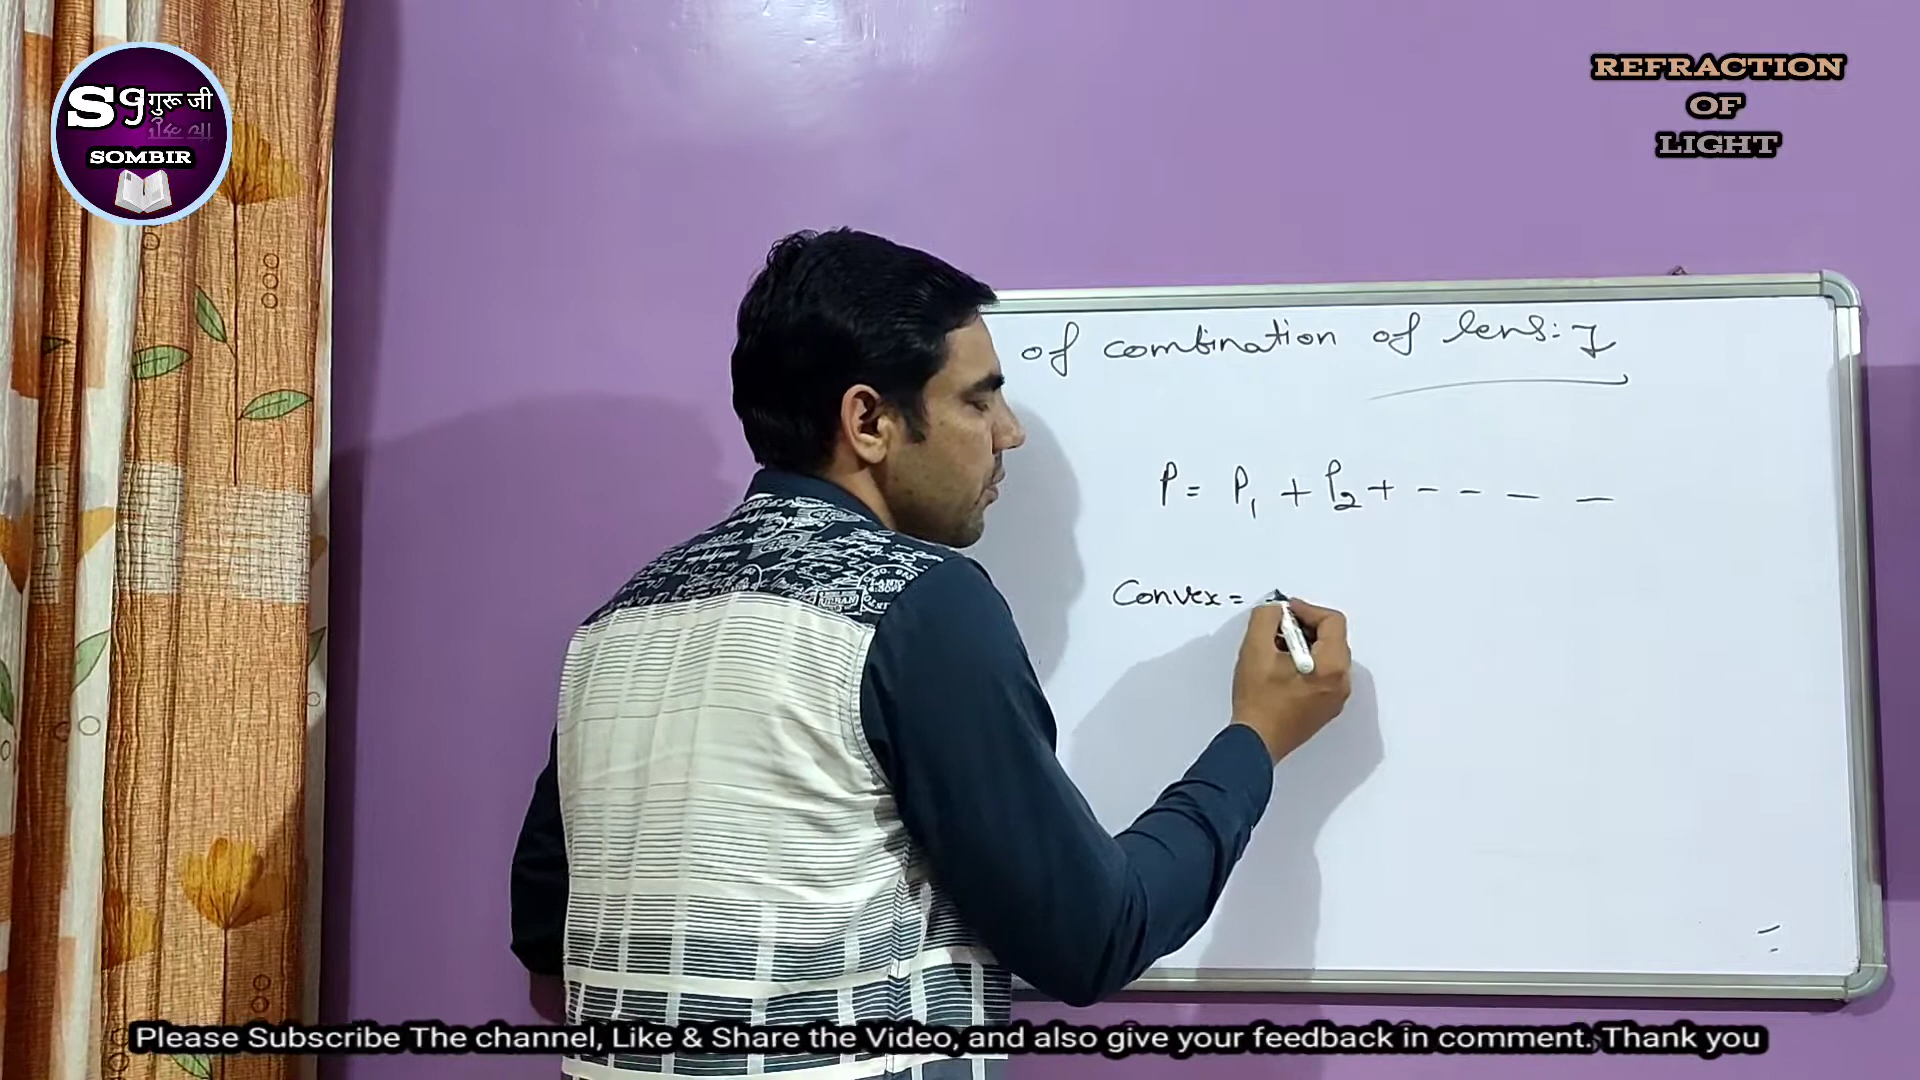 Sg गुरू जी
SOMBIR
REFRACTION
OF
LIGHT
of combination of lens:-
P = P1 + P2 + - - - -
Convex =
Please Subscribe The channel, Like & Share the Video, and also give your feedback in comment. Thank you